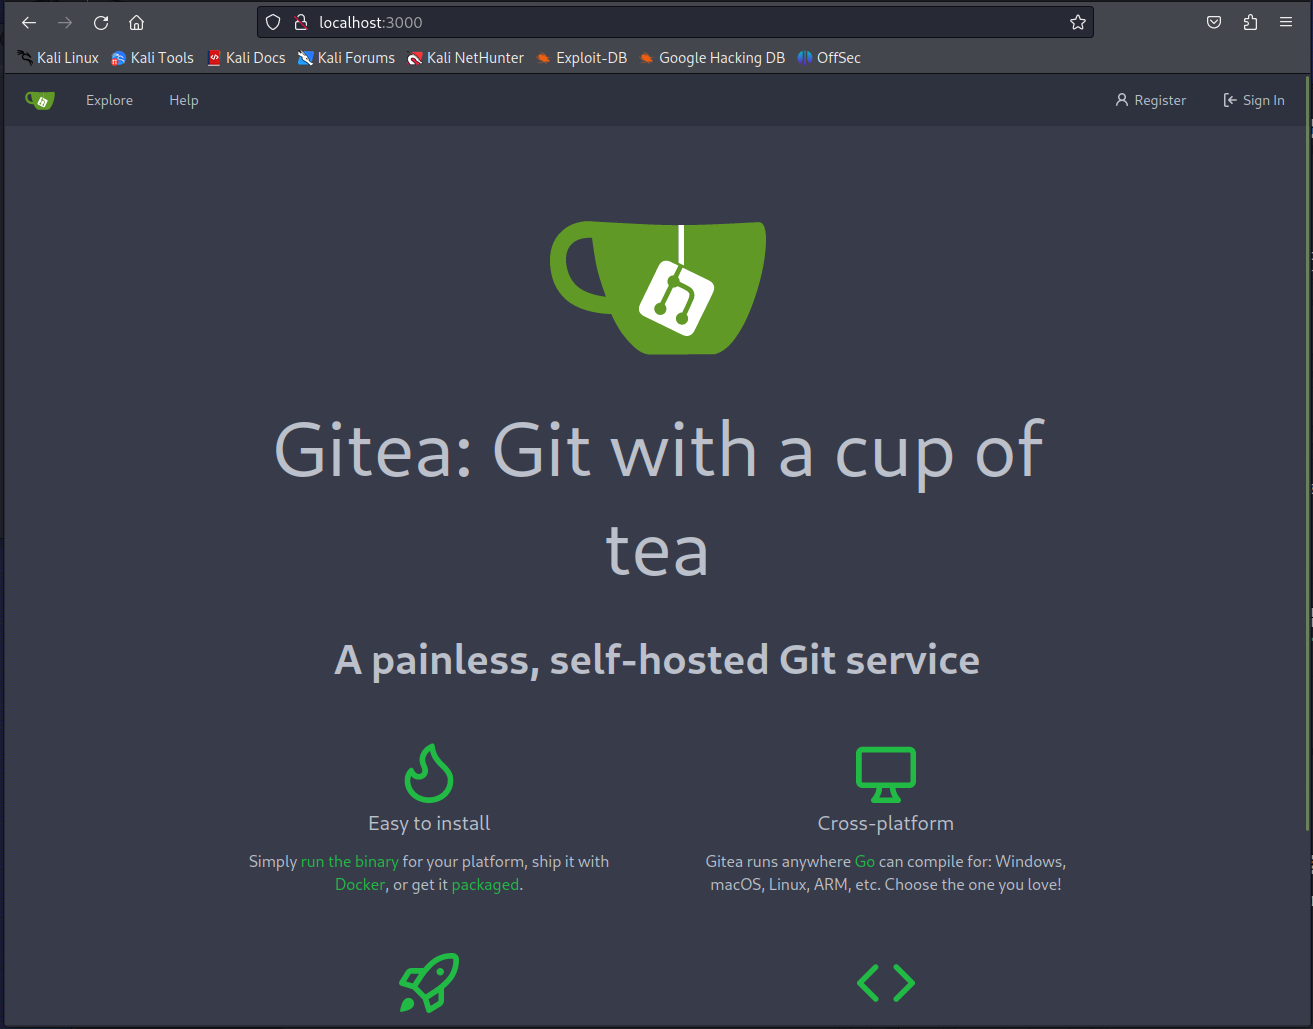 localhost:3000
Kali Linux Kali Tools Kali Docs Kali Forums Kali NetHunter Exploit-DB Google Hacking DB OffSec
Explore Help Register Sign In
Gitea: Git with a cup of
tea
A painless, self-hosted Git service
Easy to install
Simply run the binary for your platform, ship it with
Docker, or get it packaged.
Cross-platform
Gitea runs anywhere Go can compile for: Windows,
macOS, Linux, ARM, etc. Choose the one you love!